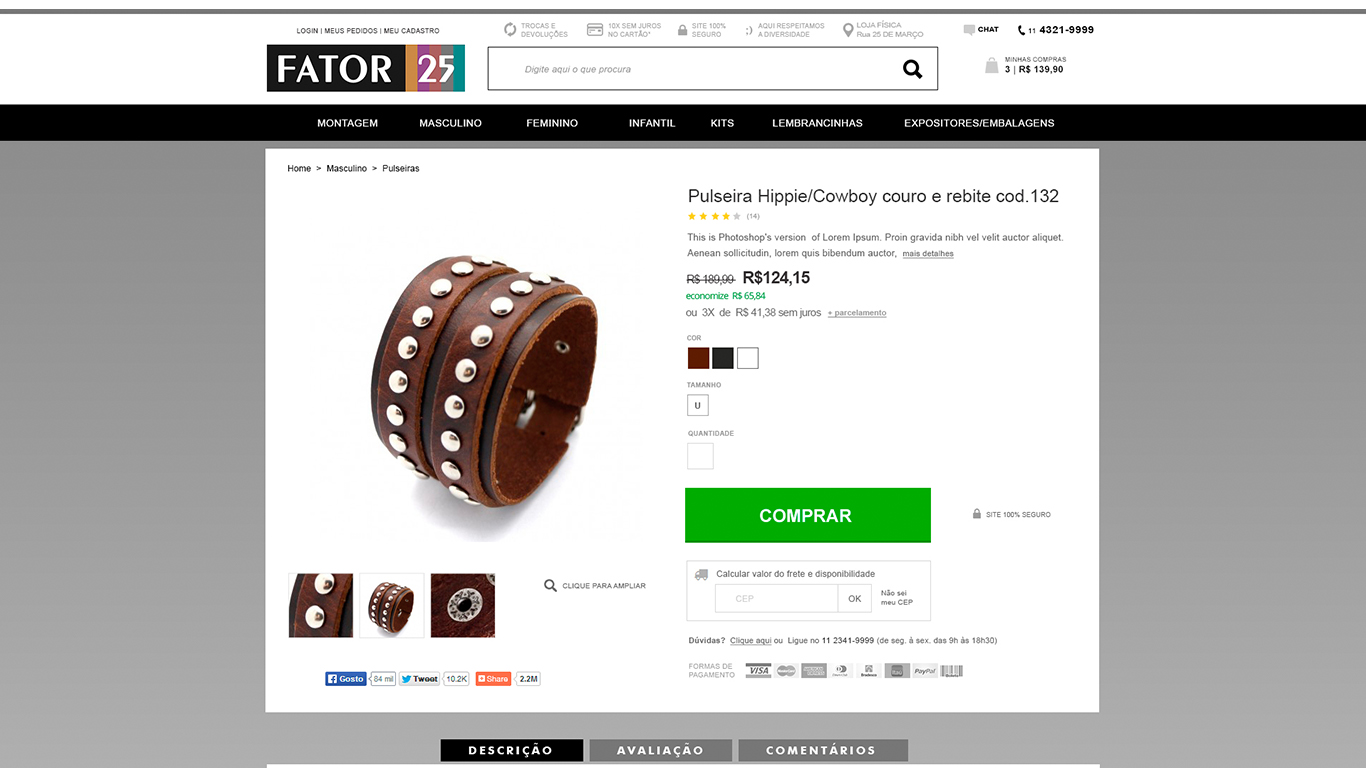 LOGIN | MEUS PEDIDOS | MEU CADASTRO
TROCAS E
DEVOLUÇÕES
10X SEM JUROS
NO CARTÃO*
SITE 100%
SEGURO
:) AQUI RESPEITAMOS
A DIVERSIDADE
LOJA FÍSICA
Rua 25 DE MARÇO
CHAT
11 4321-9999
FATOR 25
Digite aqui o que procura
MINHAS COMPRAS
3 | R$ 139,90
MONTAGEM MASCULINO FEMININO INFANTIL KITS LEMBRANCINHAS EXPOSITORES/EMBALAGENS
Home > Masculino > Pulseiras
Pulseira Hippie/Cowboy couro e rebite cod.132
(14)
This is Photoshop's version of Lorem Ipsum. Proin gravida nibh vel velit auctor aliquet.
Aenean sollicitudin, lorem quis bibendum auctor, mais detalhes
R$ 189,99 R$124,15
economize R$ 65,84
ou 3X de R$ 41,38 sem juros + parcelamento
COR
TAMANHO
U
QUANTIDADE
COMPRAR
SITE 100% SEGURO
CLIQUE PARA AMPLIAR
Calcular valor do frete e disponibilidade
CEP OK
Não sei
meu CEP
Dúvidas? Clique aqui ou Ligue no 11 2341-9999 (de seg. á sex. das 9h às 18h30)
FORMAS DE
PAGAMENTO
VISA
PayPal
Gosto 84 mil Tweet 10.2K Share 2.2M
DESCRIÇÃO AVALIAÇÃO COMENTÁRIOS